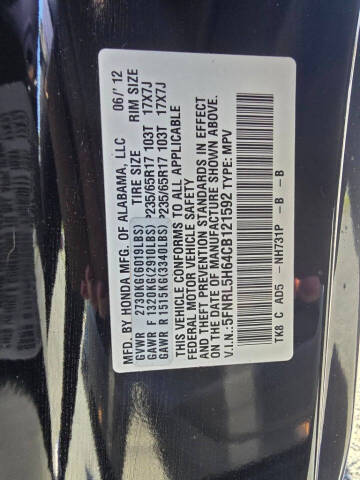 MFD. BY HONDA MFG. OF ALABAMA, LLC 06/'12
TIRE SIZE RIM SIZE
GVWR 2730KG(6019LBS)
GAWR F 1320KG(2910LBS) P235/65R17 103T 17X7J
GAWR R 1515KG(3340LBS) P235/65R17 103T 17X7J
THIS VEHICLE CONFORMS TO ALL APPLICABLE
FEDERAL MOTOR VEHICLE SAFETY
AND THEFT PREVENTION STANDARDS IN EFFECT
ON THE DATE OF MANUFACTURE SHOWN ABOVE.
V.I.N.: 5FNRL5H64CB121592 TYPE: MPV
TK8 C AD5 -NH731P -B -B